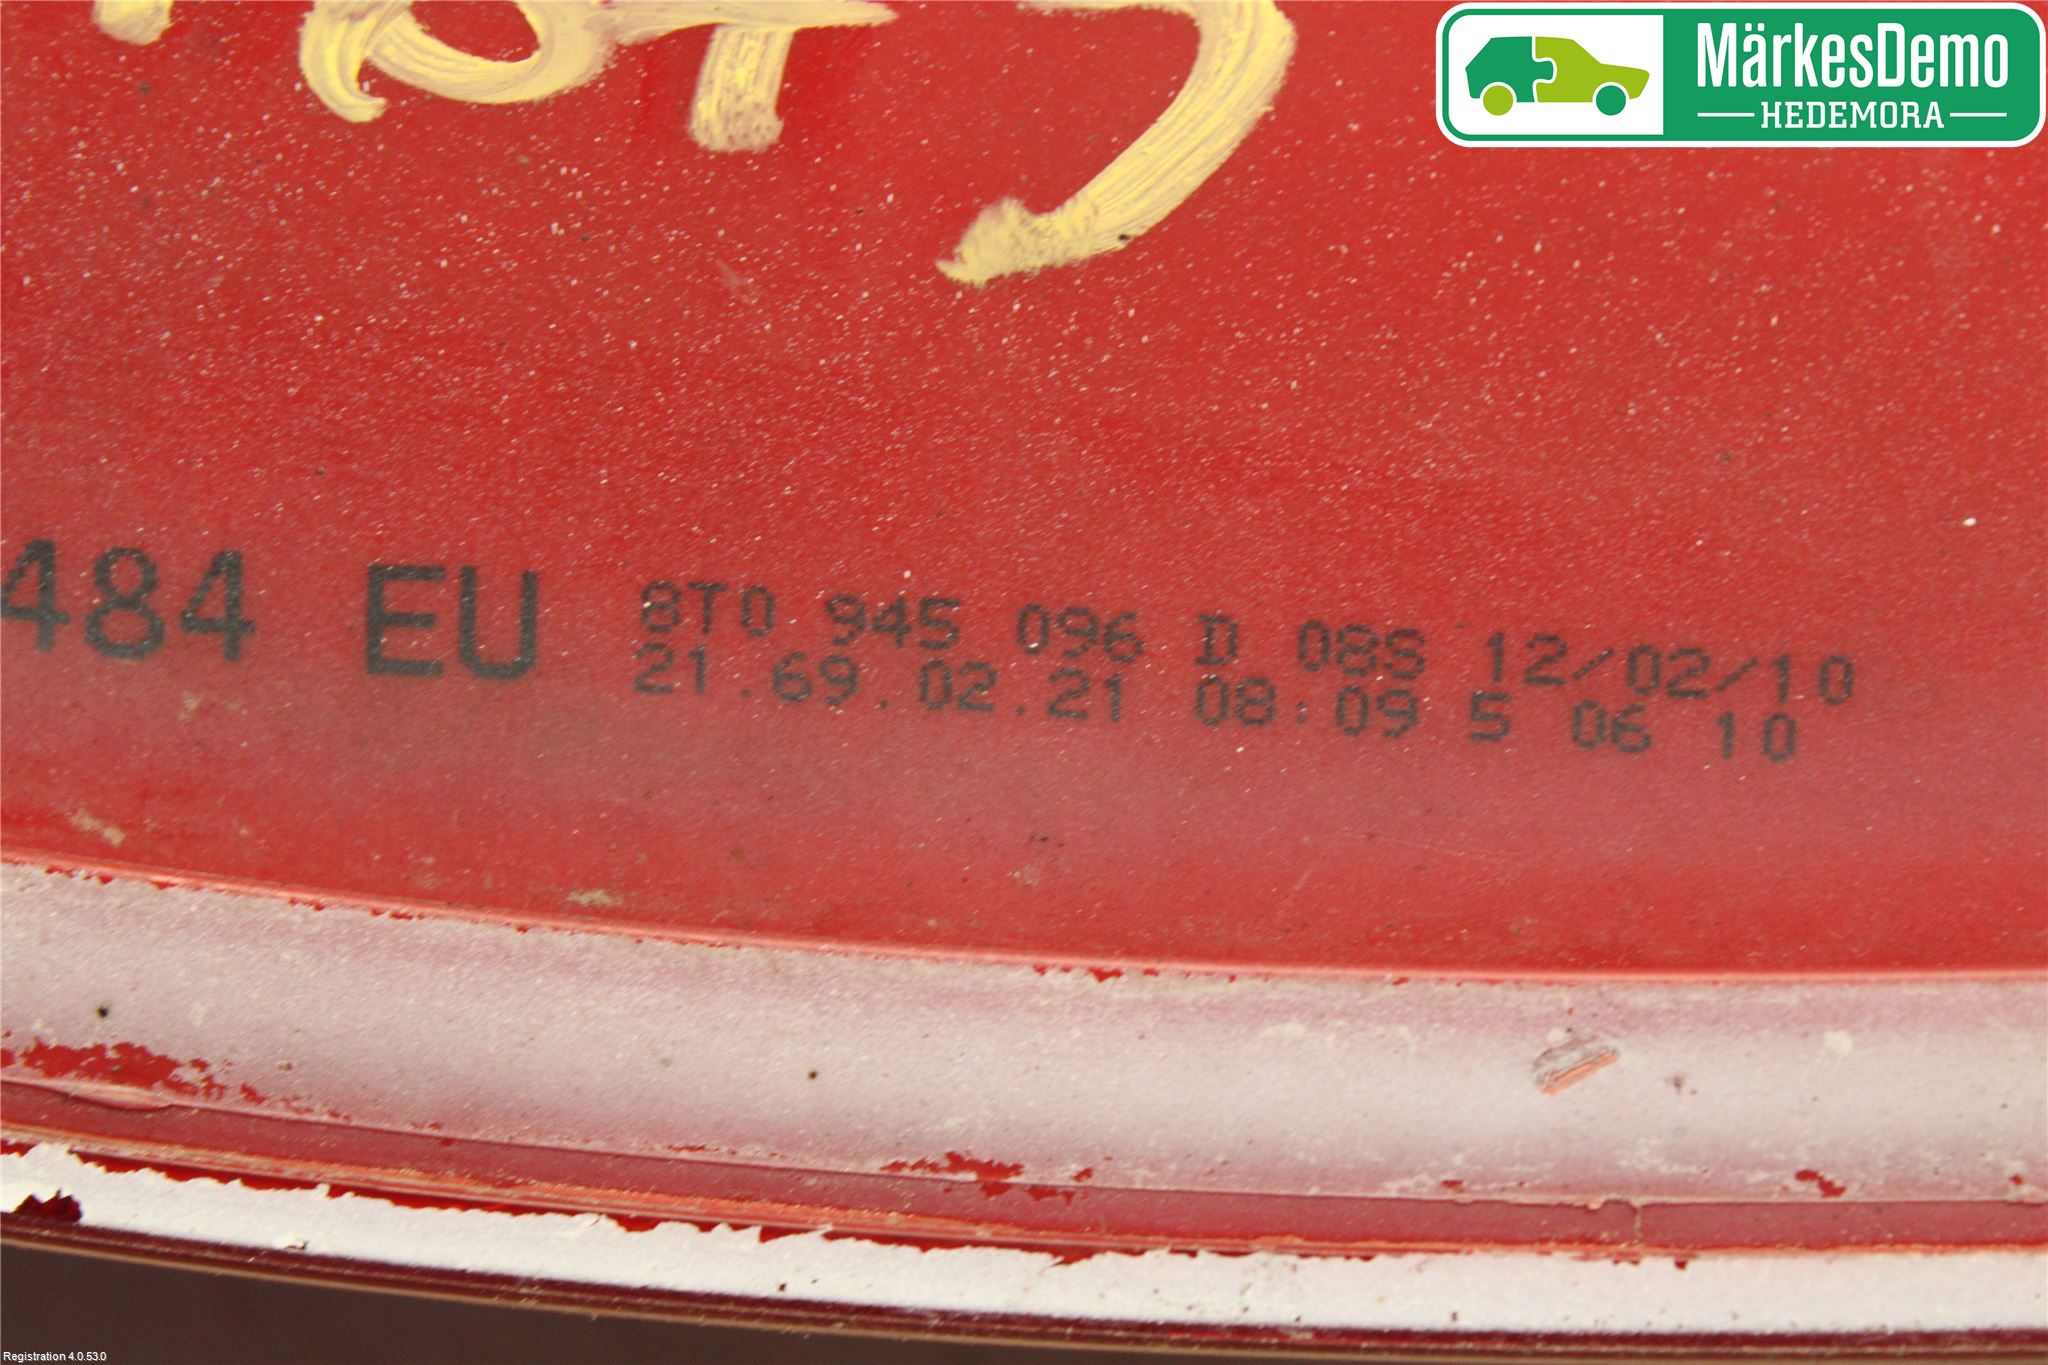 MärkesDemo
HEDEMORA
484 EU
8T0 945 096 D 08S 12/02/10
21.69.02.21 08:09 5 06 10
Registration 4.0.53.0